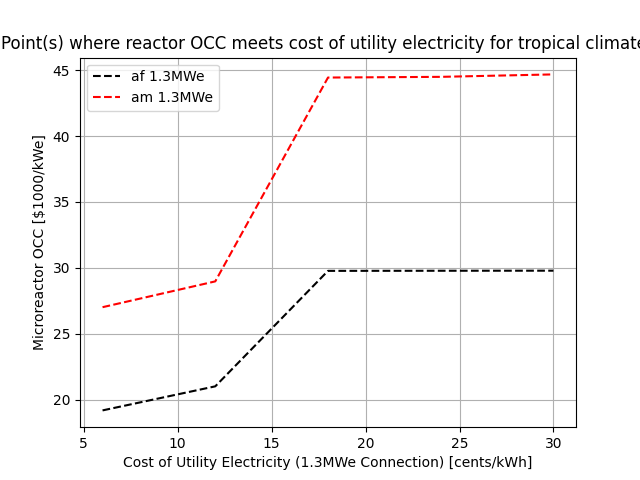 Point(s) where reactor OCC meets cost of utility electricity for tropical climate
af 1.3MWe
am 1.3MWe
45
40
35
30
25
20
Microreactor OCC [$1000/kWe]
5 10 15 20 25 30
Cost of Utility Electricity (1.3MWe Connection) [cents/kWh]